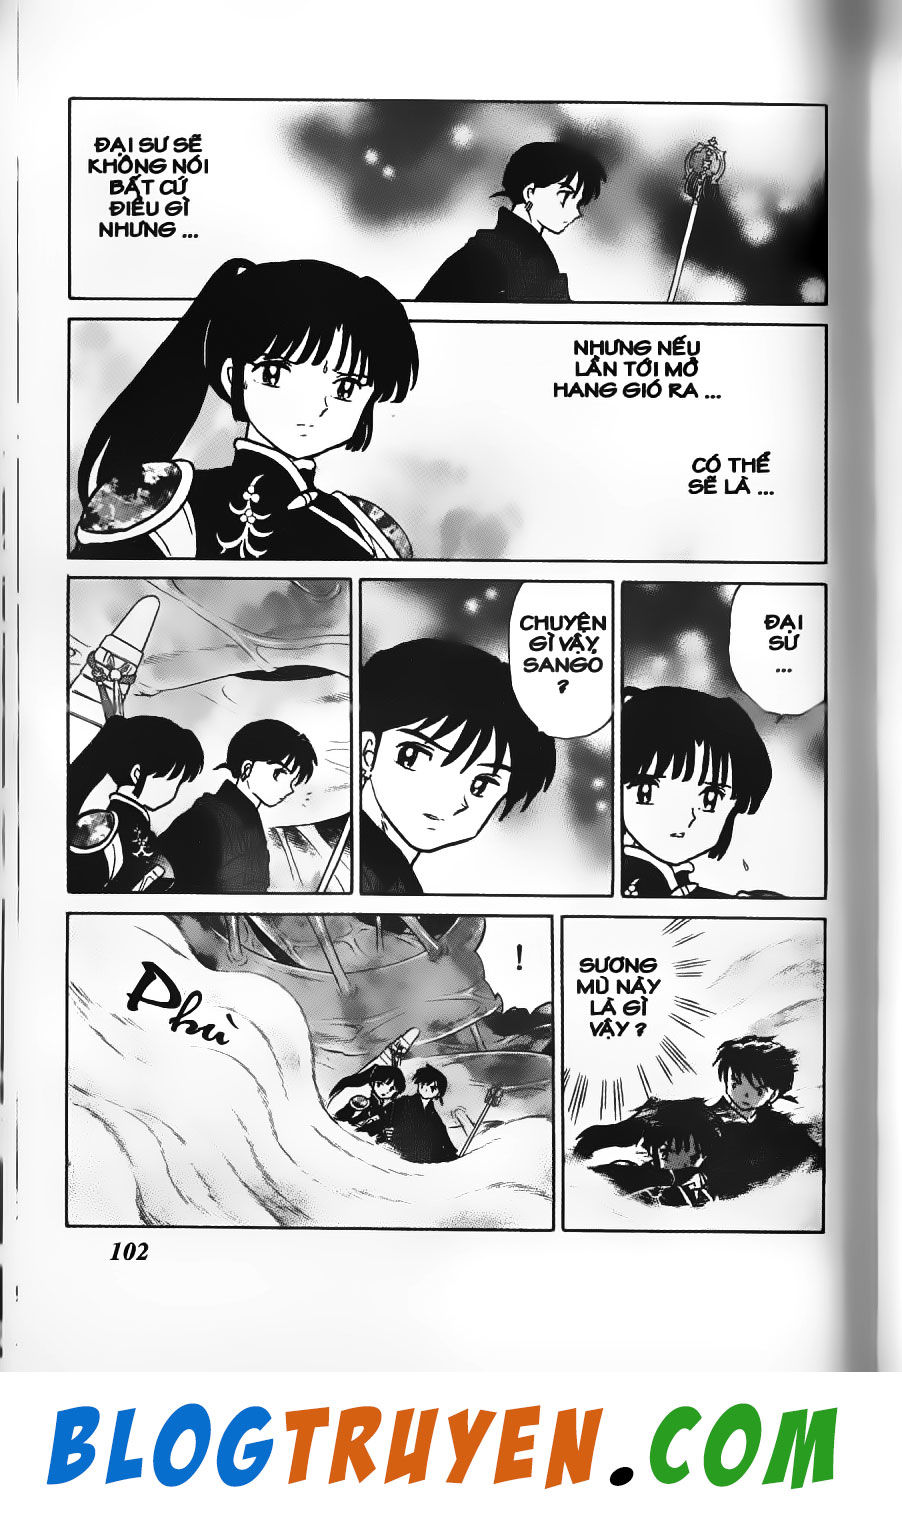 ĐẠI SƯ SẼ
KHÔNG NÓI
BẤT CỨ
ĐIỀU GÌ
NHƯNG ...
NHƯNG NẾU
LẦN TỚI MỞ
HANG GIÓ RA ...
CÓ THỂ
SẼ LÀ ...
ĐẠI
SƯ
...
CHUYỆN
GÌ VẬY,
SANGO
?
SƯƠNG
MÙ NÀY
LÀ GÌ
VẬY ?
!
Phù
102
BLOGTRUYEN.COM